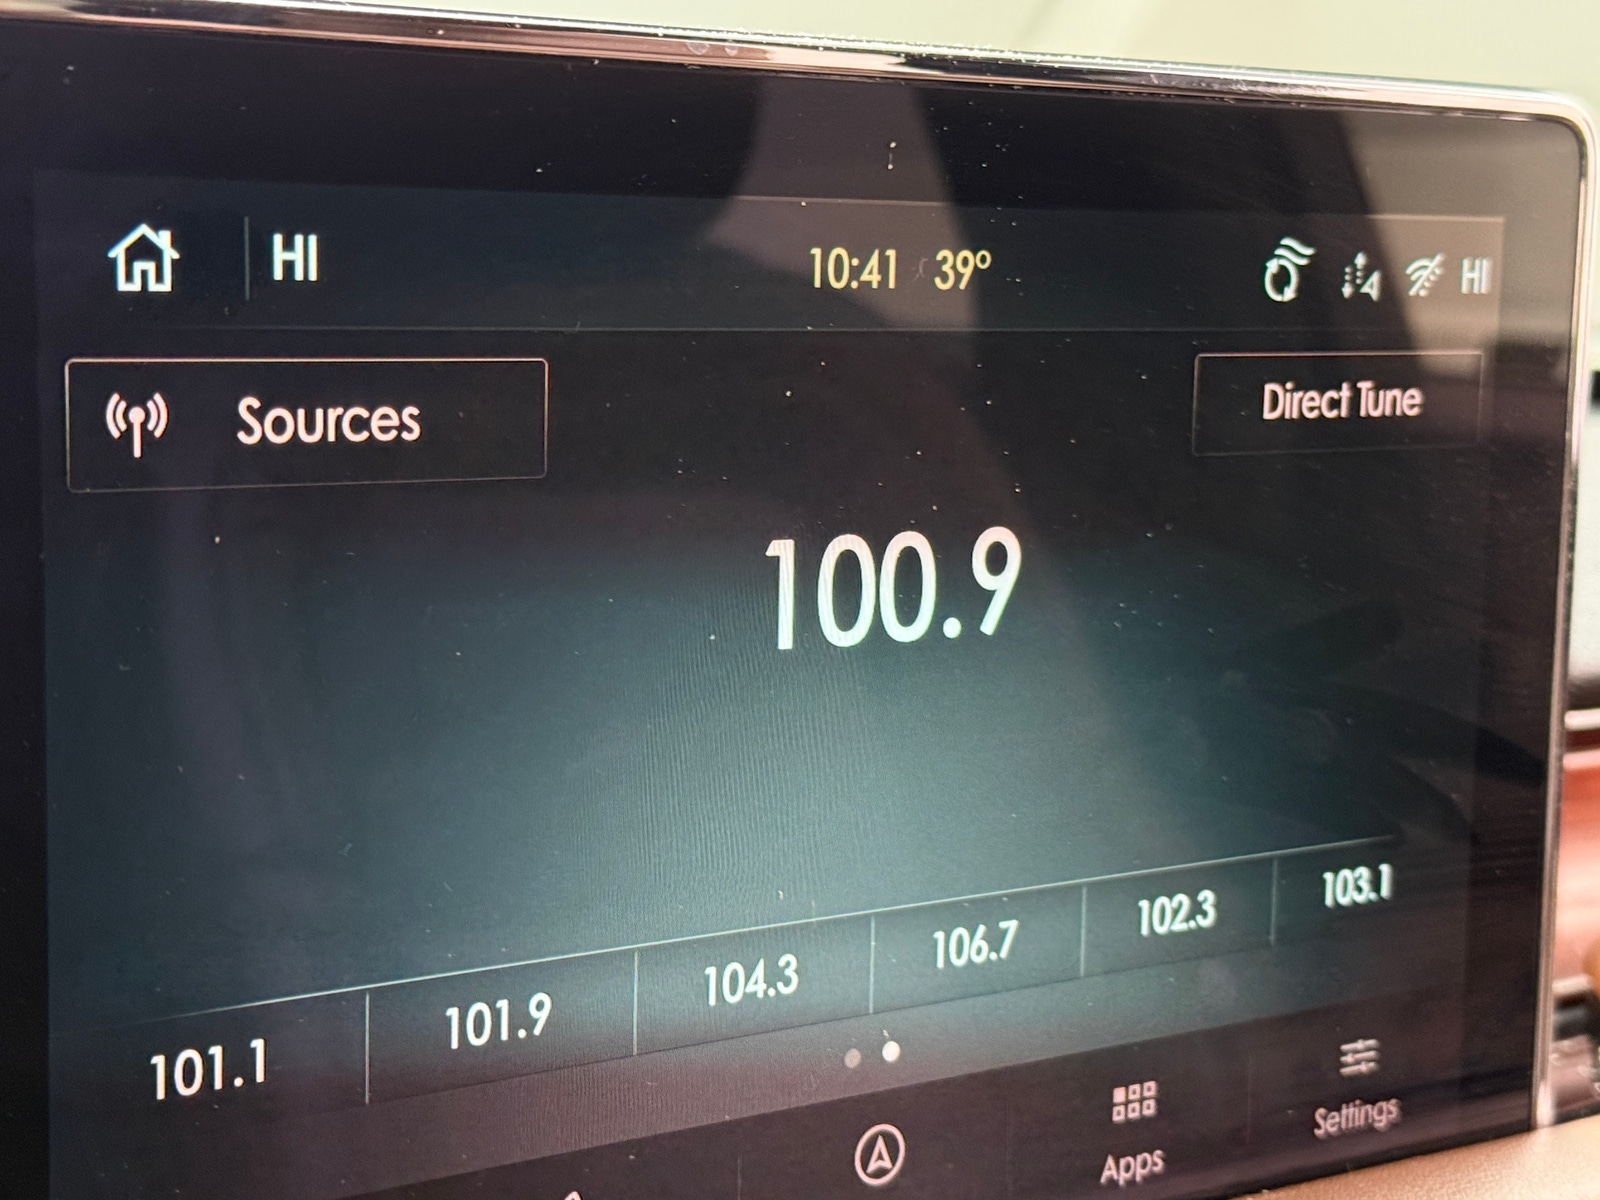 HI 10:41 39° HI
Sources
Direct Tune
100.9
101.1 101.9 104.3 106.7 102.3 103.1
Apps
Settings